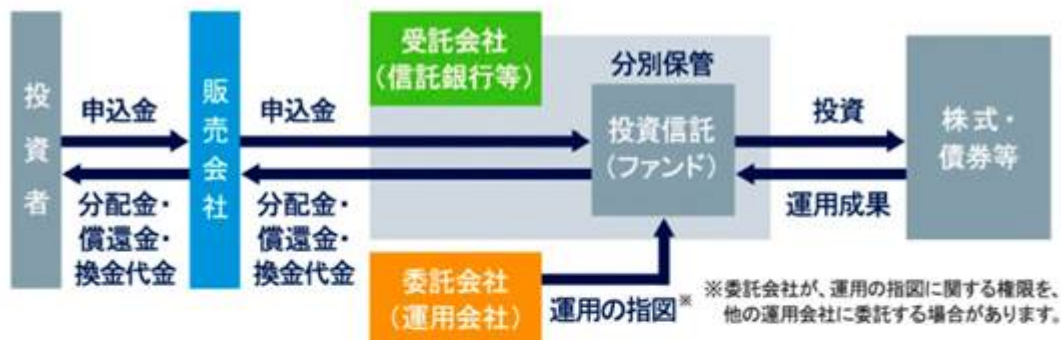 投資者
申込金
分配金・
償還金・
換金代金
販売会社
申込金
分配金・
償還金・
換金代金
受託会社
（信託銀行等）
分別保管
投資信託
（ファンド）
委託会社
（運用会社）
運用の指図※
投資
運用成果
株式・
債券等
※委託会社が、運用の指図に関する権限を、
他の運用会社に委託する場合があります。